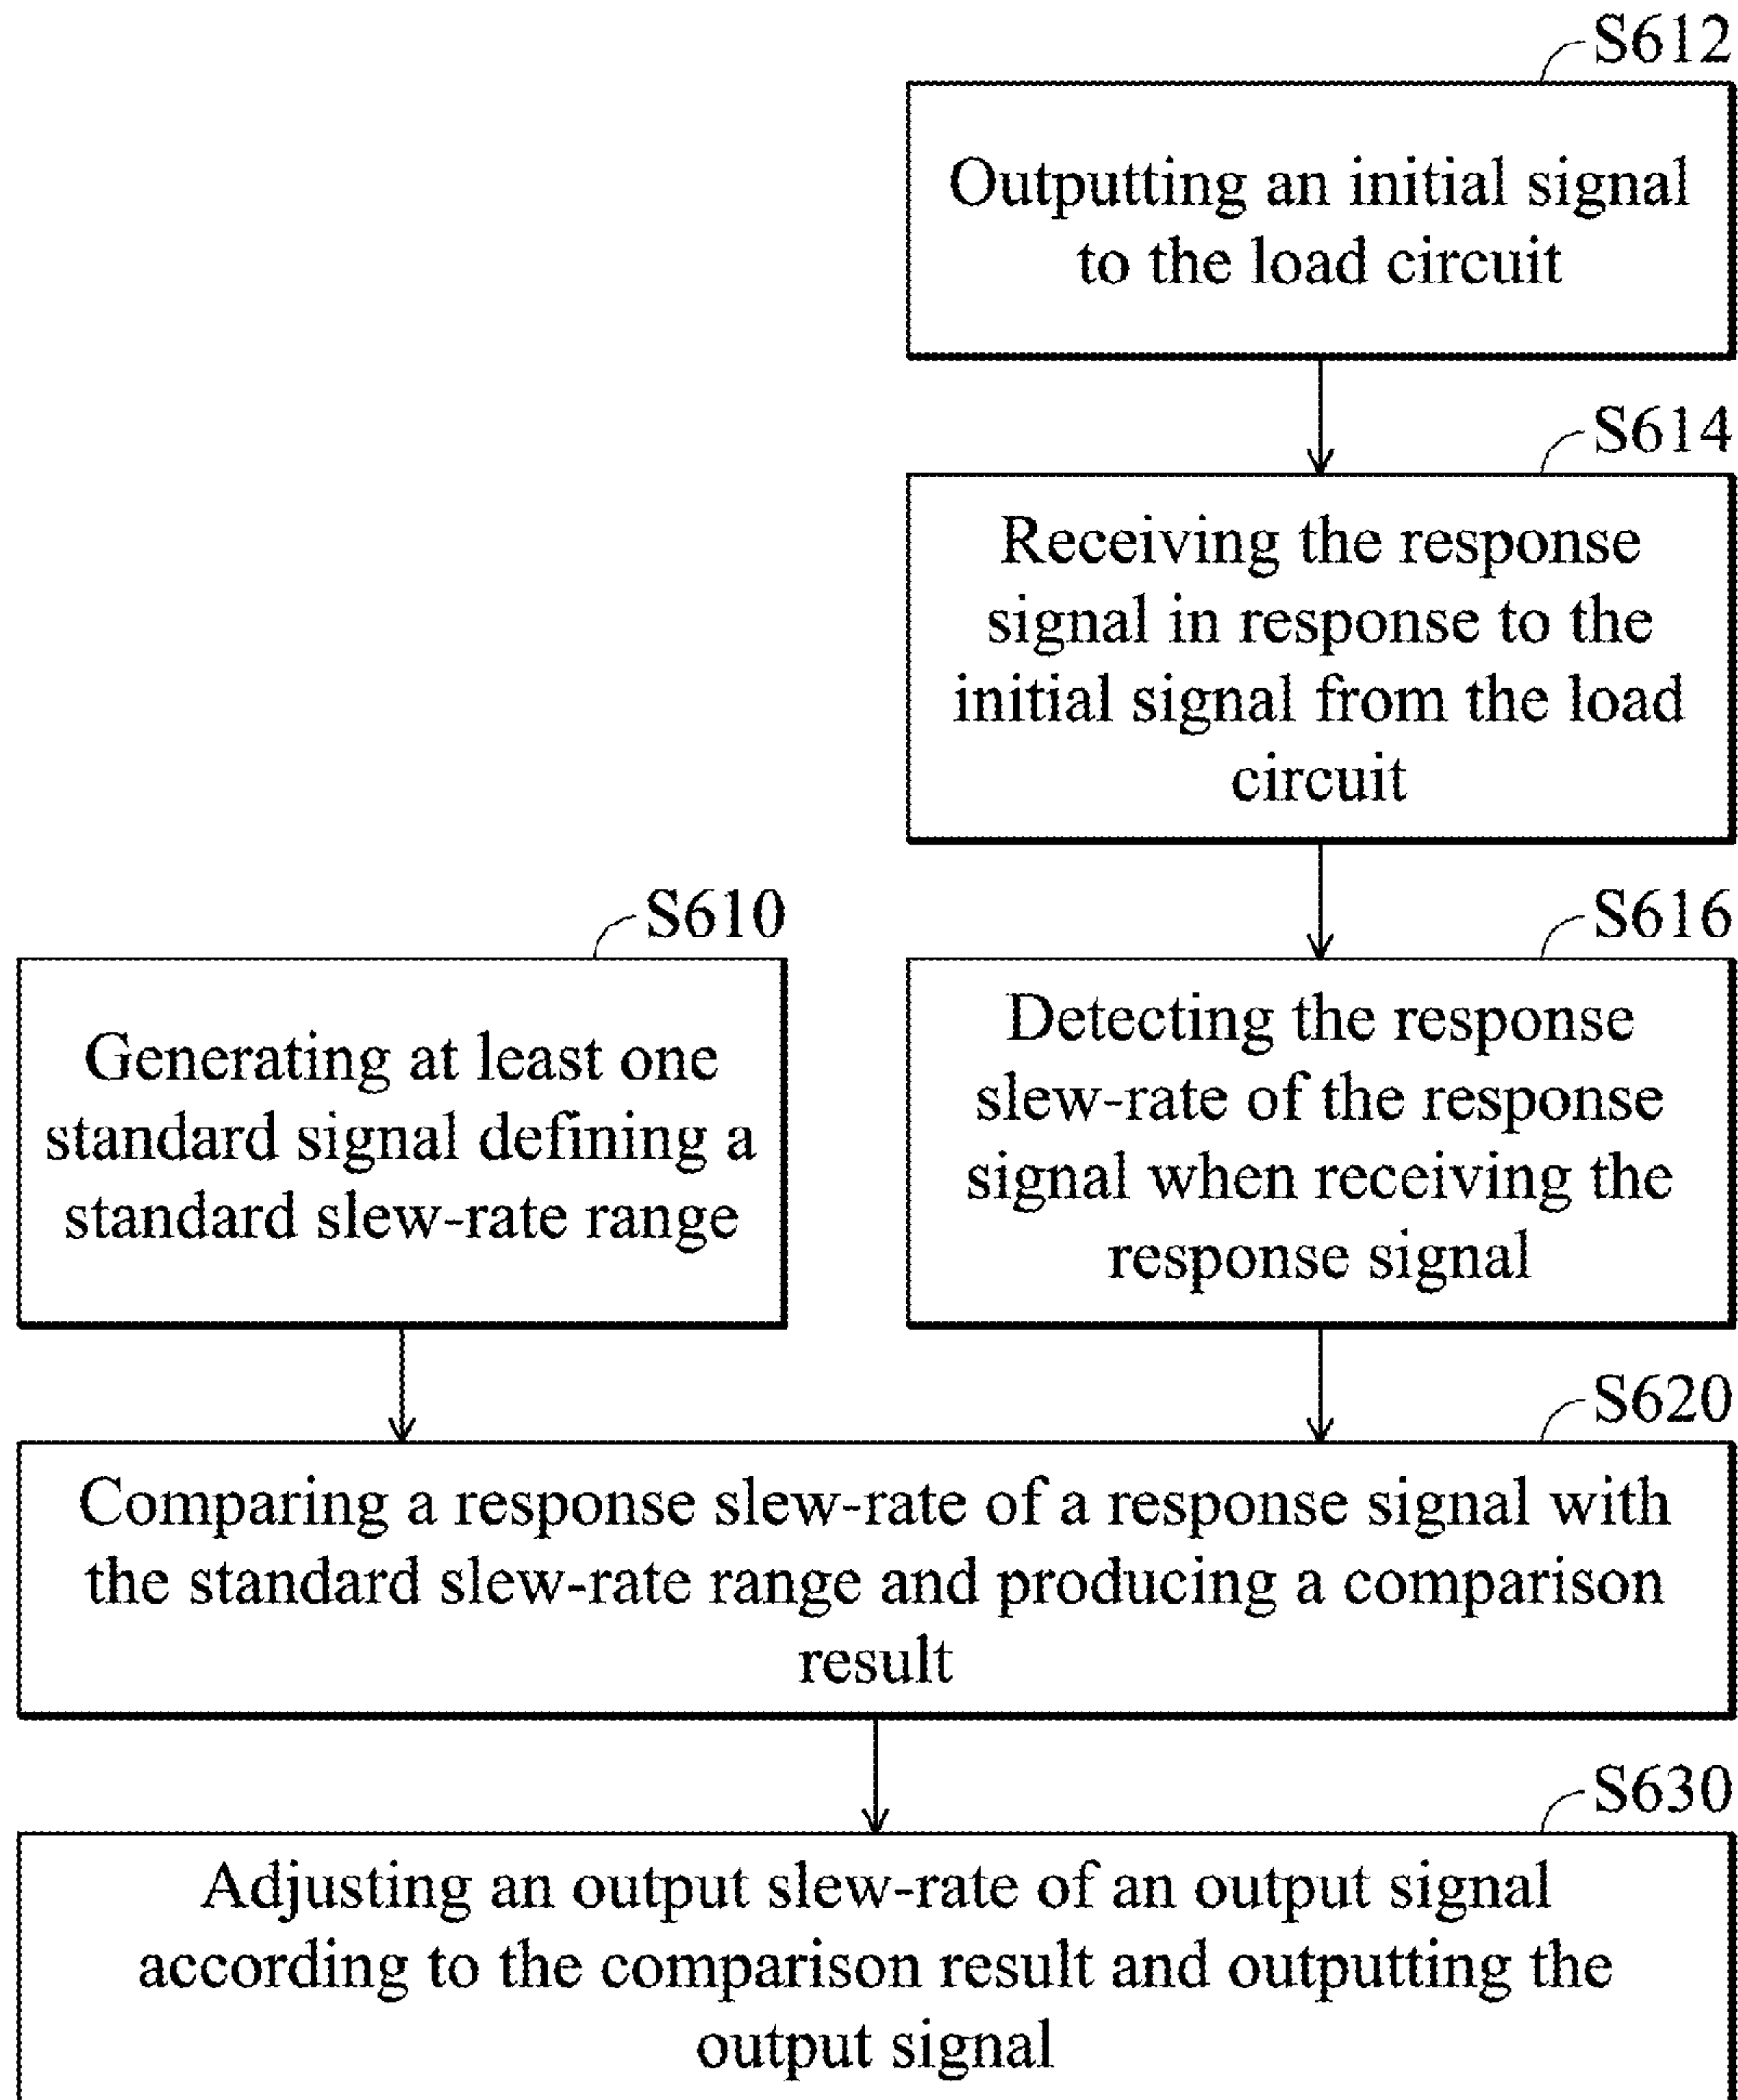 S612
Outputting an initial signal
to the load circuit
S614
Receiving the response
signal in response to the
initial signal from the load
circuit
S610
Generating at least one
standard signal defining a
standard slew-rate range
S616
Detecting the response
slew-rate of the response
signal when receiving the
response signal
S620
Comparing a response slew-rate of a response signal with
the standard slew-rate range and producing a comparison
result
S630
Adjusting an output slew-rate of an output signal
according to the comparison result and outputting the
output signal